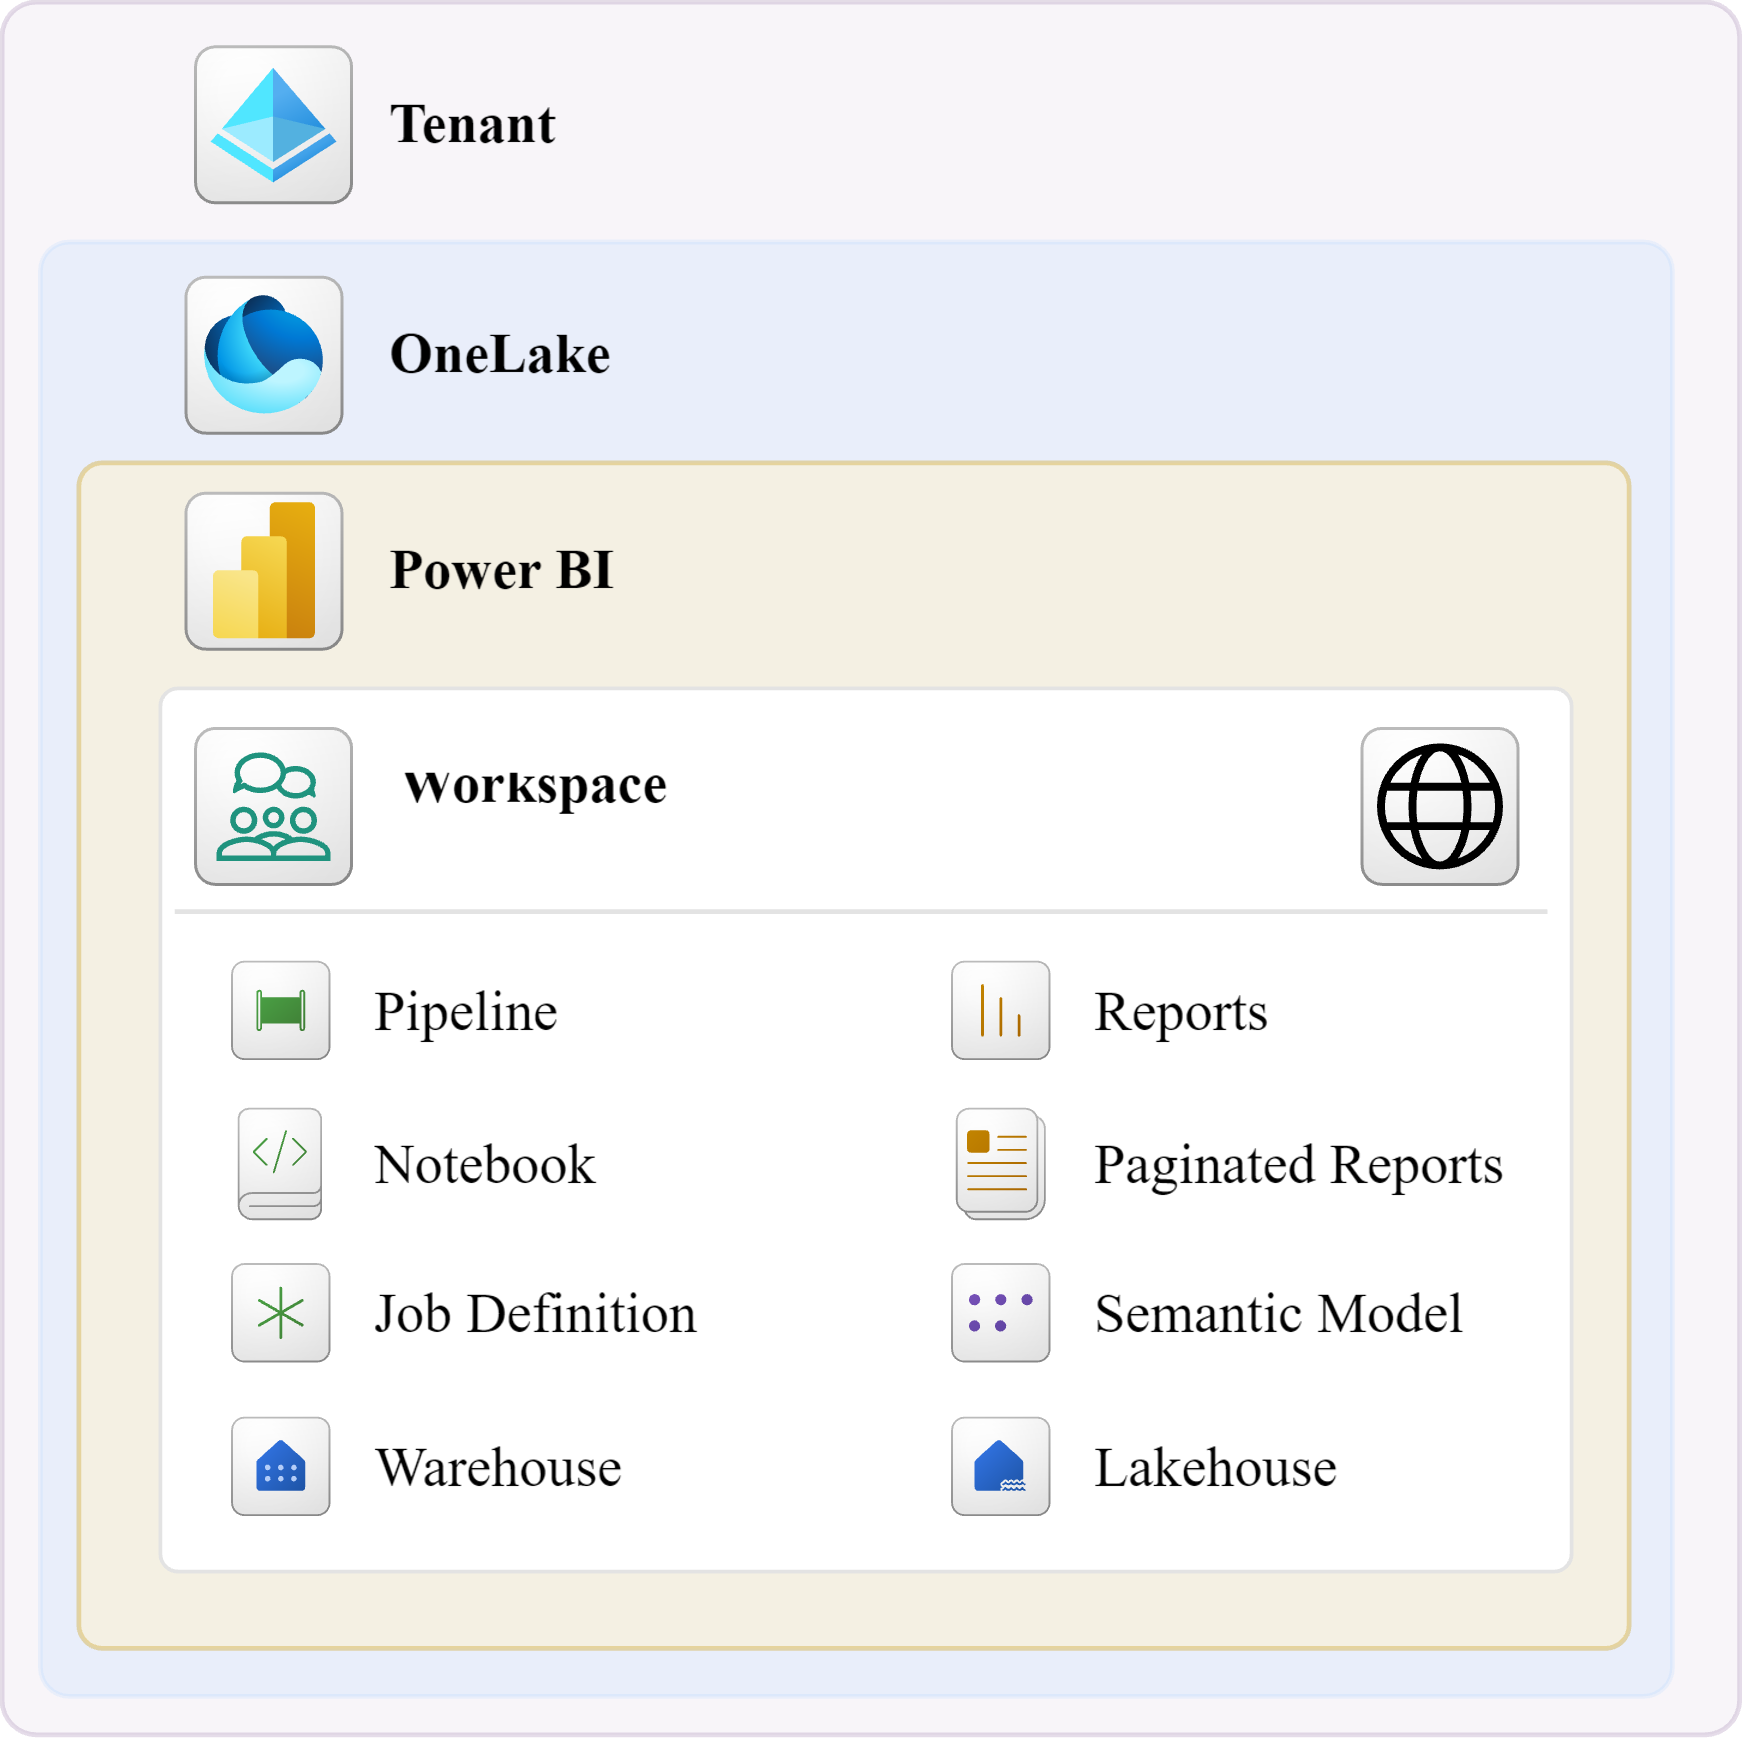 Tenant
OneLake
Power BI
Workspace
Pipeline
Reports
Notebook
Paginated Reports
Job Definition
Semantic Model
Warehouse
Lakehouse